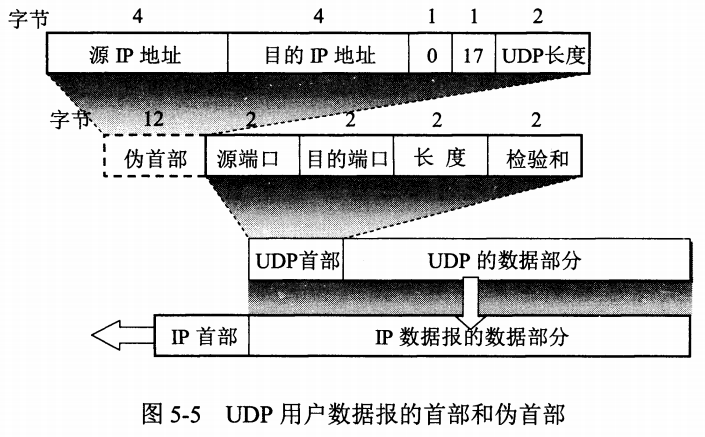 字节 4 4 1 1 2
源 IP 地址 目的 IP 地址 0 17 UDP长度
字节 12 2 2 2 2
伪首部 源端口 目的端口 长 度 检验和
UDP首部 UDP 的数据部分
IP 首部 IP 数据报的数据部分
图 5-5 UDP 用户数据报的首部和伪首部